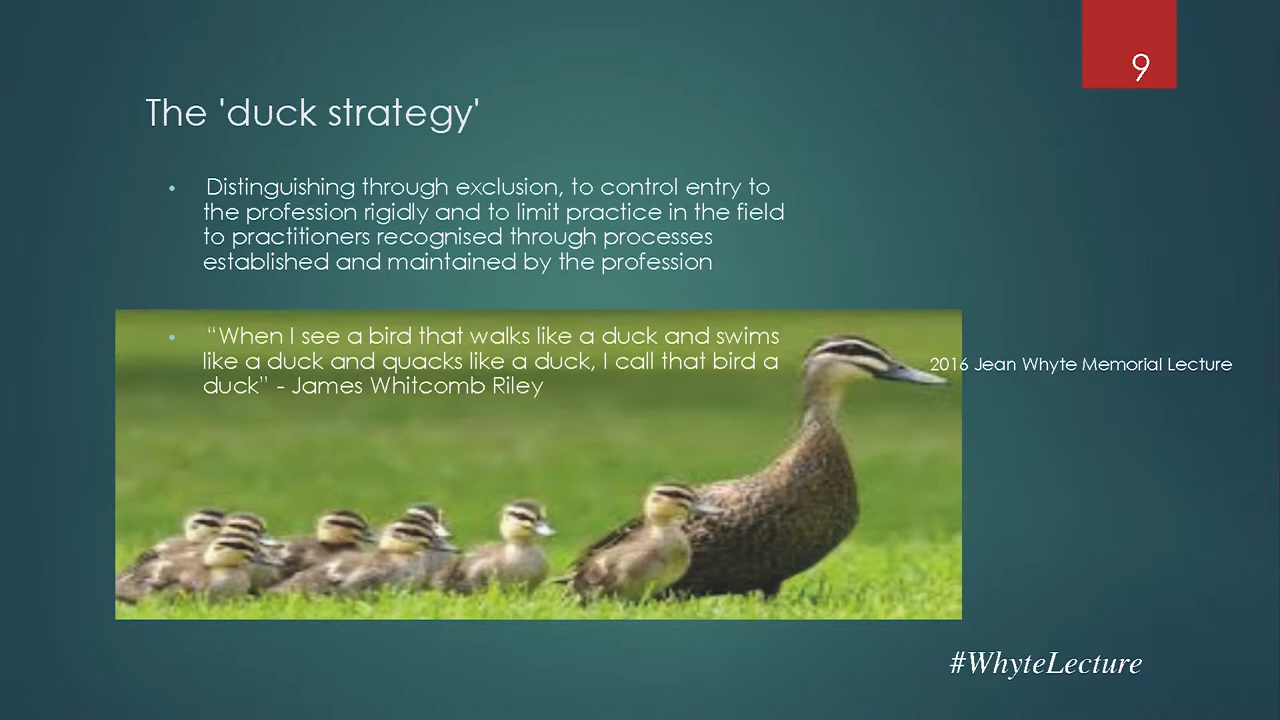 9
The 'duck strategy'
• Distinguishing through exclusion, to control entry to
the profession rigidly and to limit practice in the field
to practitioners recognised through processes
established and maintained by the profession
• “When I see a bird that walks like a duck and swims
like a duck and quacks like a duck, I call that bird a
duck” - James Whitcomb Riley
2016 Jean Whyte Memorial Lecture
#WhyteLecture